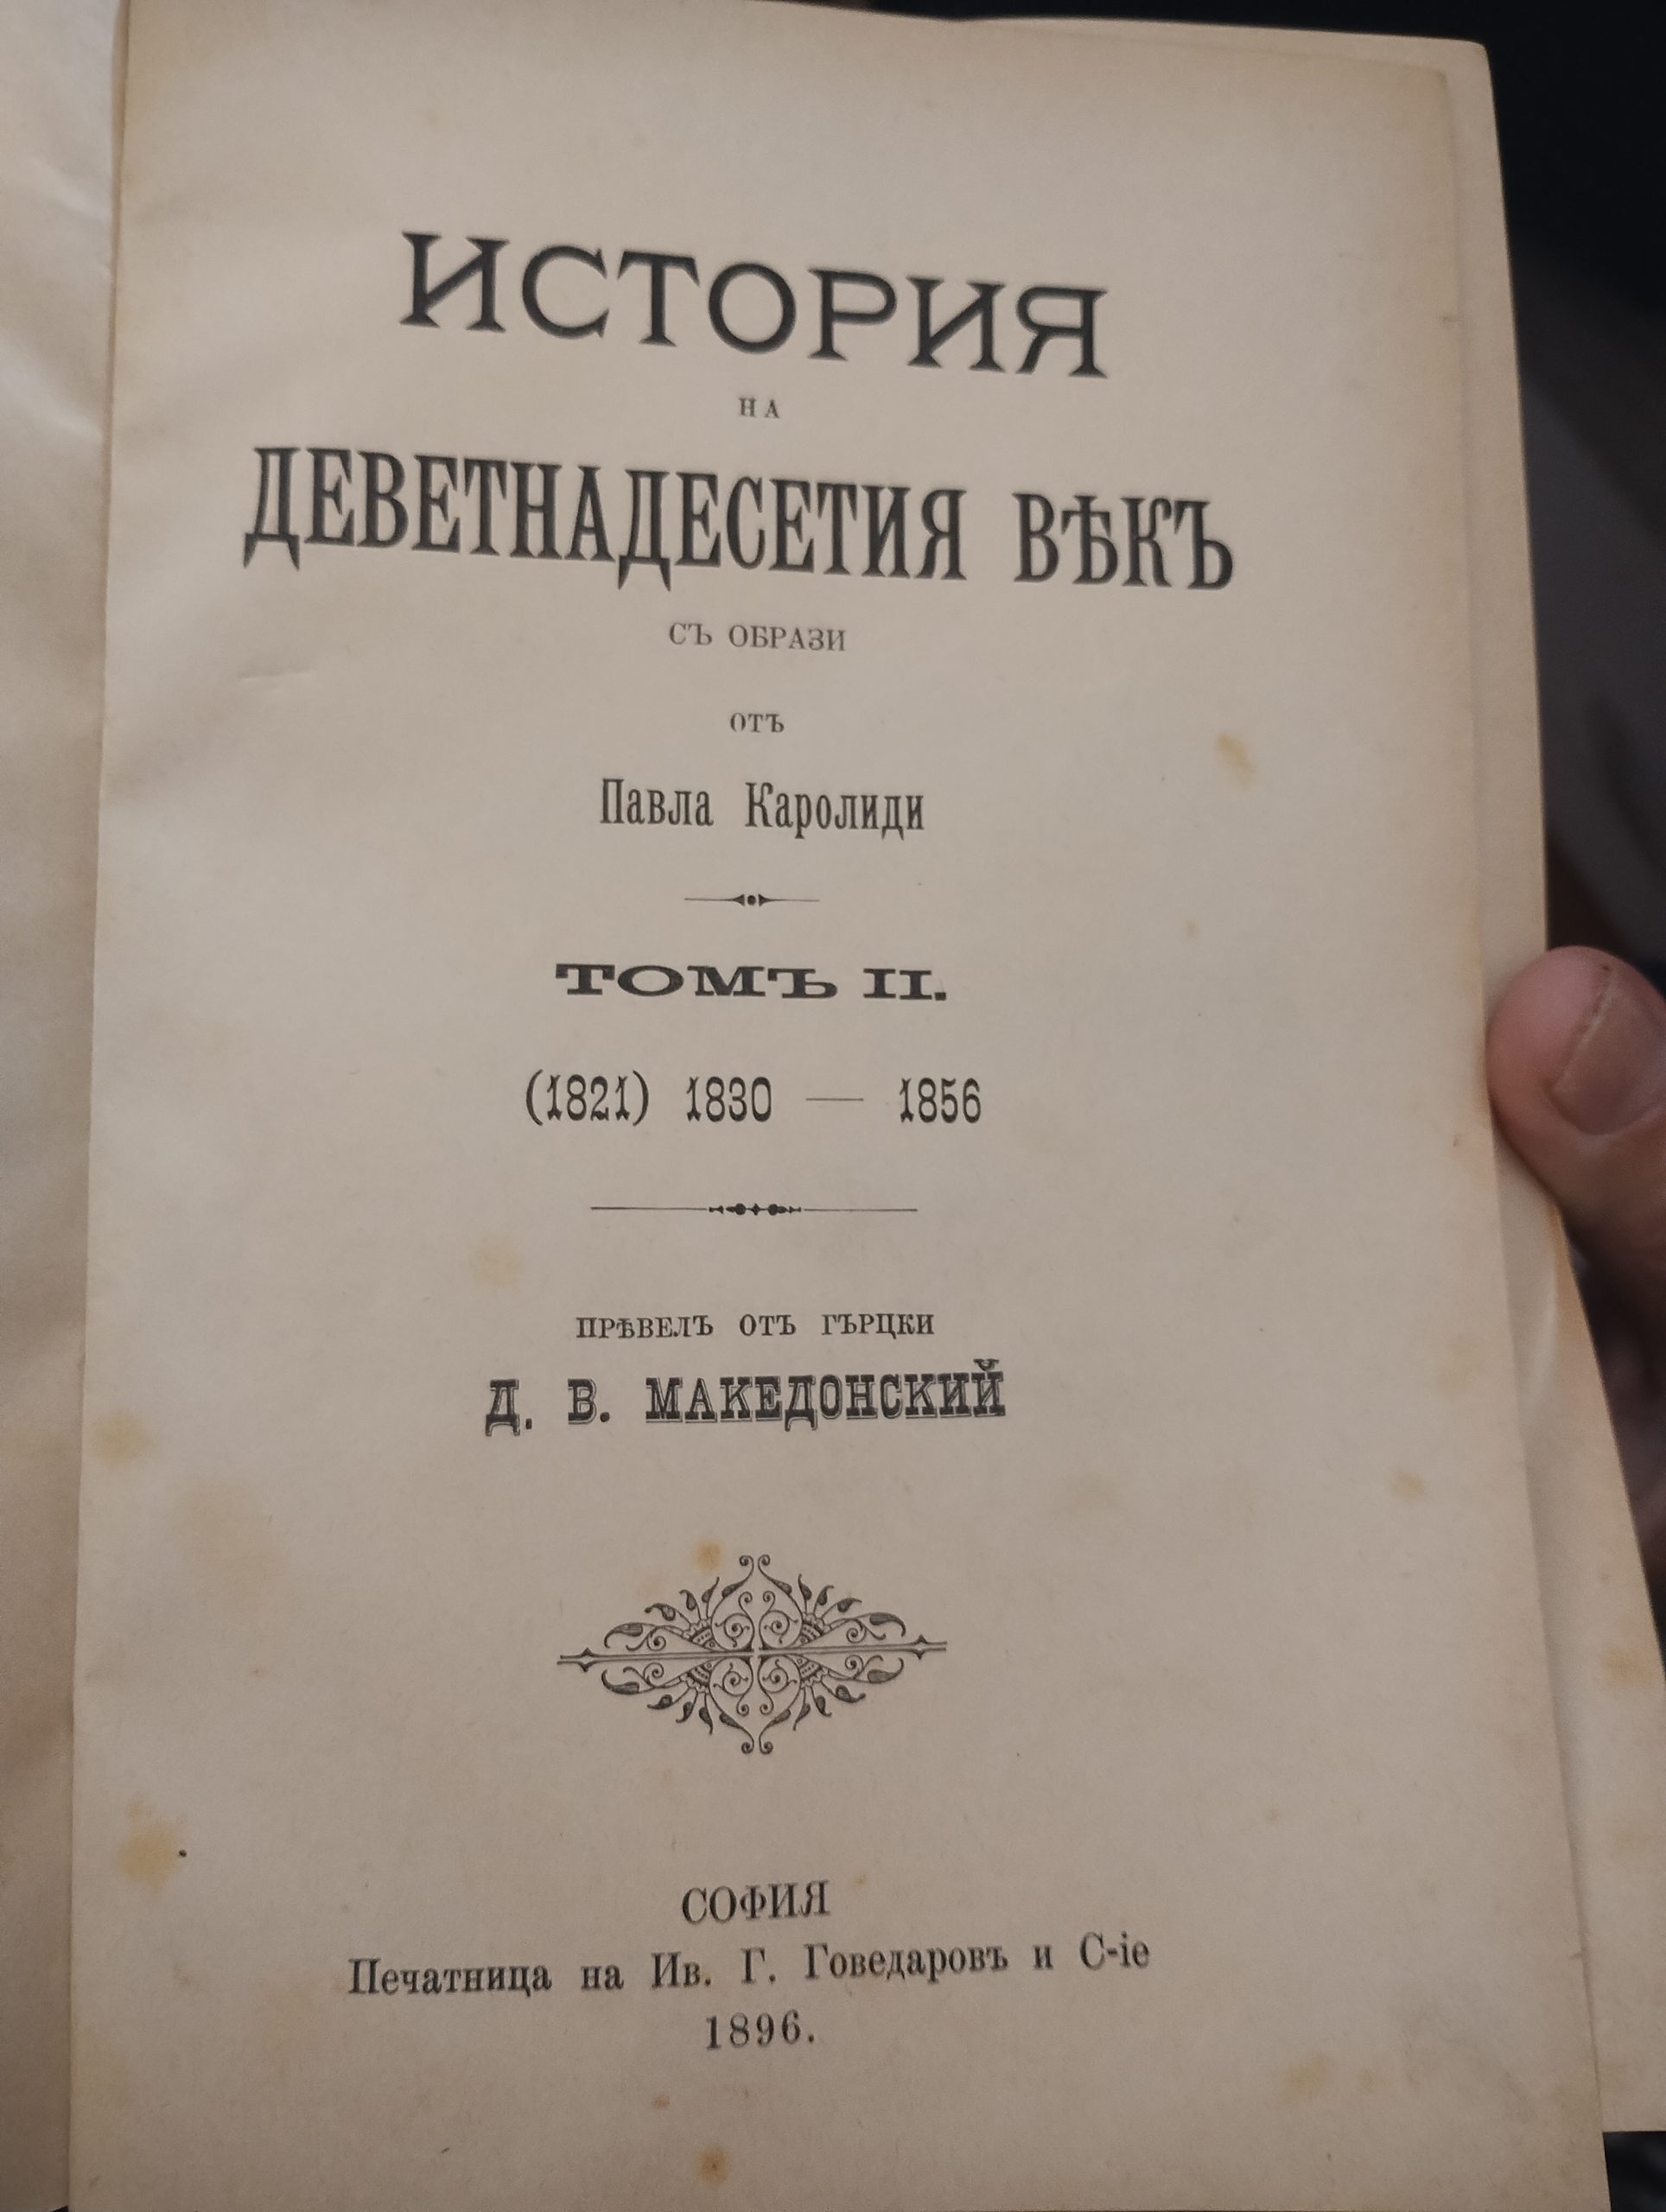 ИСТОРИЯ
НА
ДЕВЕТНАДЕСЕТИЯ ВѢКЪ
СЪ ОБРАЗИ
ОТЪ
Павла Каролиди
ТОМЪ II.
(1821) 1830 — 1856
ПРѢВЕЛЪ ОТЪ ГЪРЦКИ
Д. В. МАКЕДОНСКИЙ
СОФИЯ
Печатница на Ив. Г. Говедаровъ и С-ie
1896.